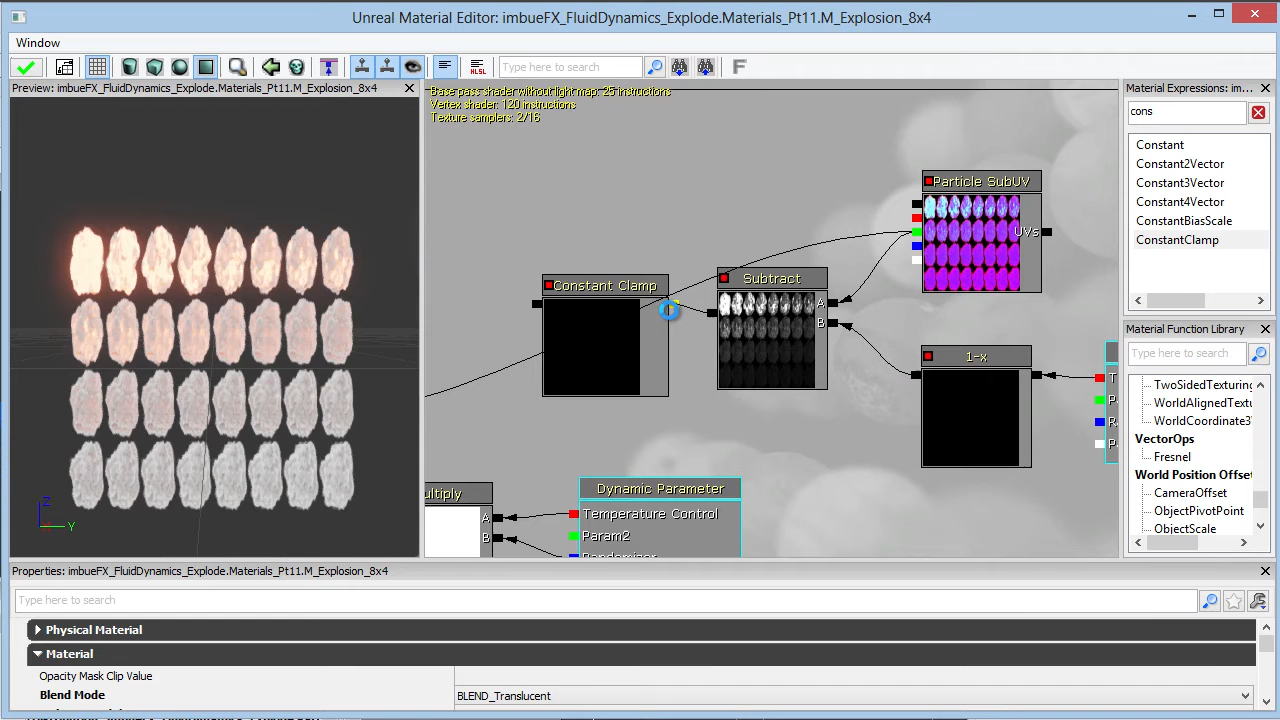 Unreal Material Editor: imbueFX_FluidDynamics_Explode.Materials_Pt11.M_Explosion_8x4
Window
HLSL
Type here to search
F
Preview: imbueFX_FluidDynamics_Explode.Materials_Pt11.M_Explosion_8x4
Z
X
Y
Base pass shader without light map: 25 instructions
Vertex shader: 120 instructions
Texture samplers: 2/16
Particle SubUV
UVs
Constant Clamp
Subtract
A
B
1-x
T
P
R
P
ultiply
A
B
Dynamic Parameter
Temperature Control
Param2
Randomizer
Material Expressions: im...
cons
Constant
Constant2Vector
Constant3Vector
Constant4Vector
ConstantBiasScale
ConstantClamp
Material Function Library
Type here to search
TwoSidedTexturing
WorldAlignedTextu
WorldCoordinate3
VectorOps
Fresnel
World Position Offset
CameraOffset
ObjectPivotPoint
ObjectScale
Properties: imbueFX_FluidDynamics_Explode.Materials_Pt11.M_Explosion_8x4
Type here to search
Physical Material
Material
Opacity Mask Clip Value
Blend Mode
BLEND_Translucent